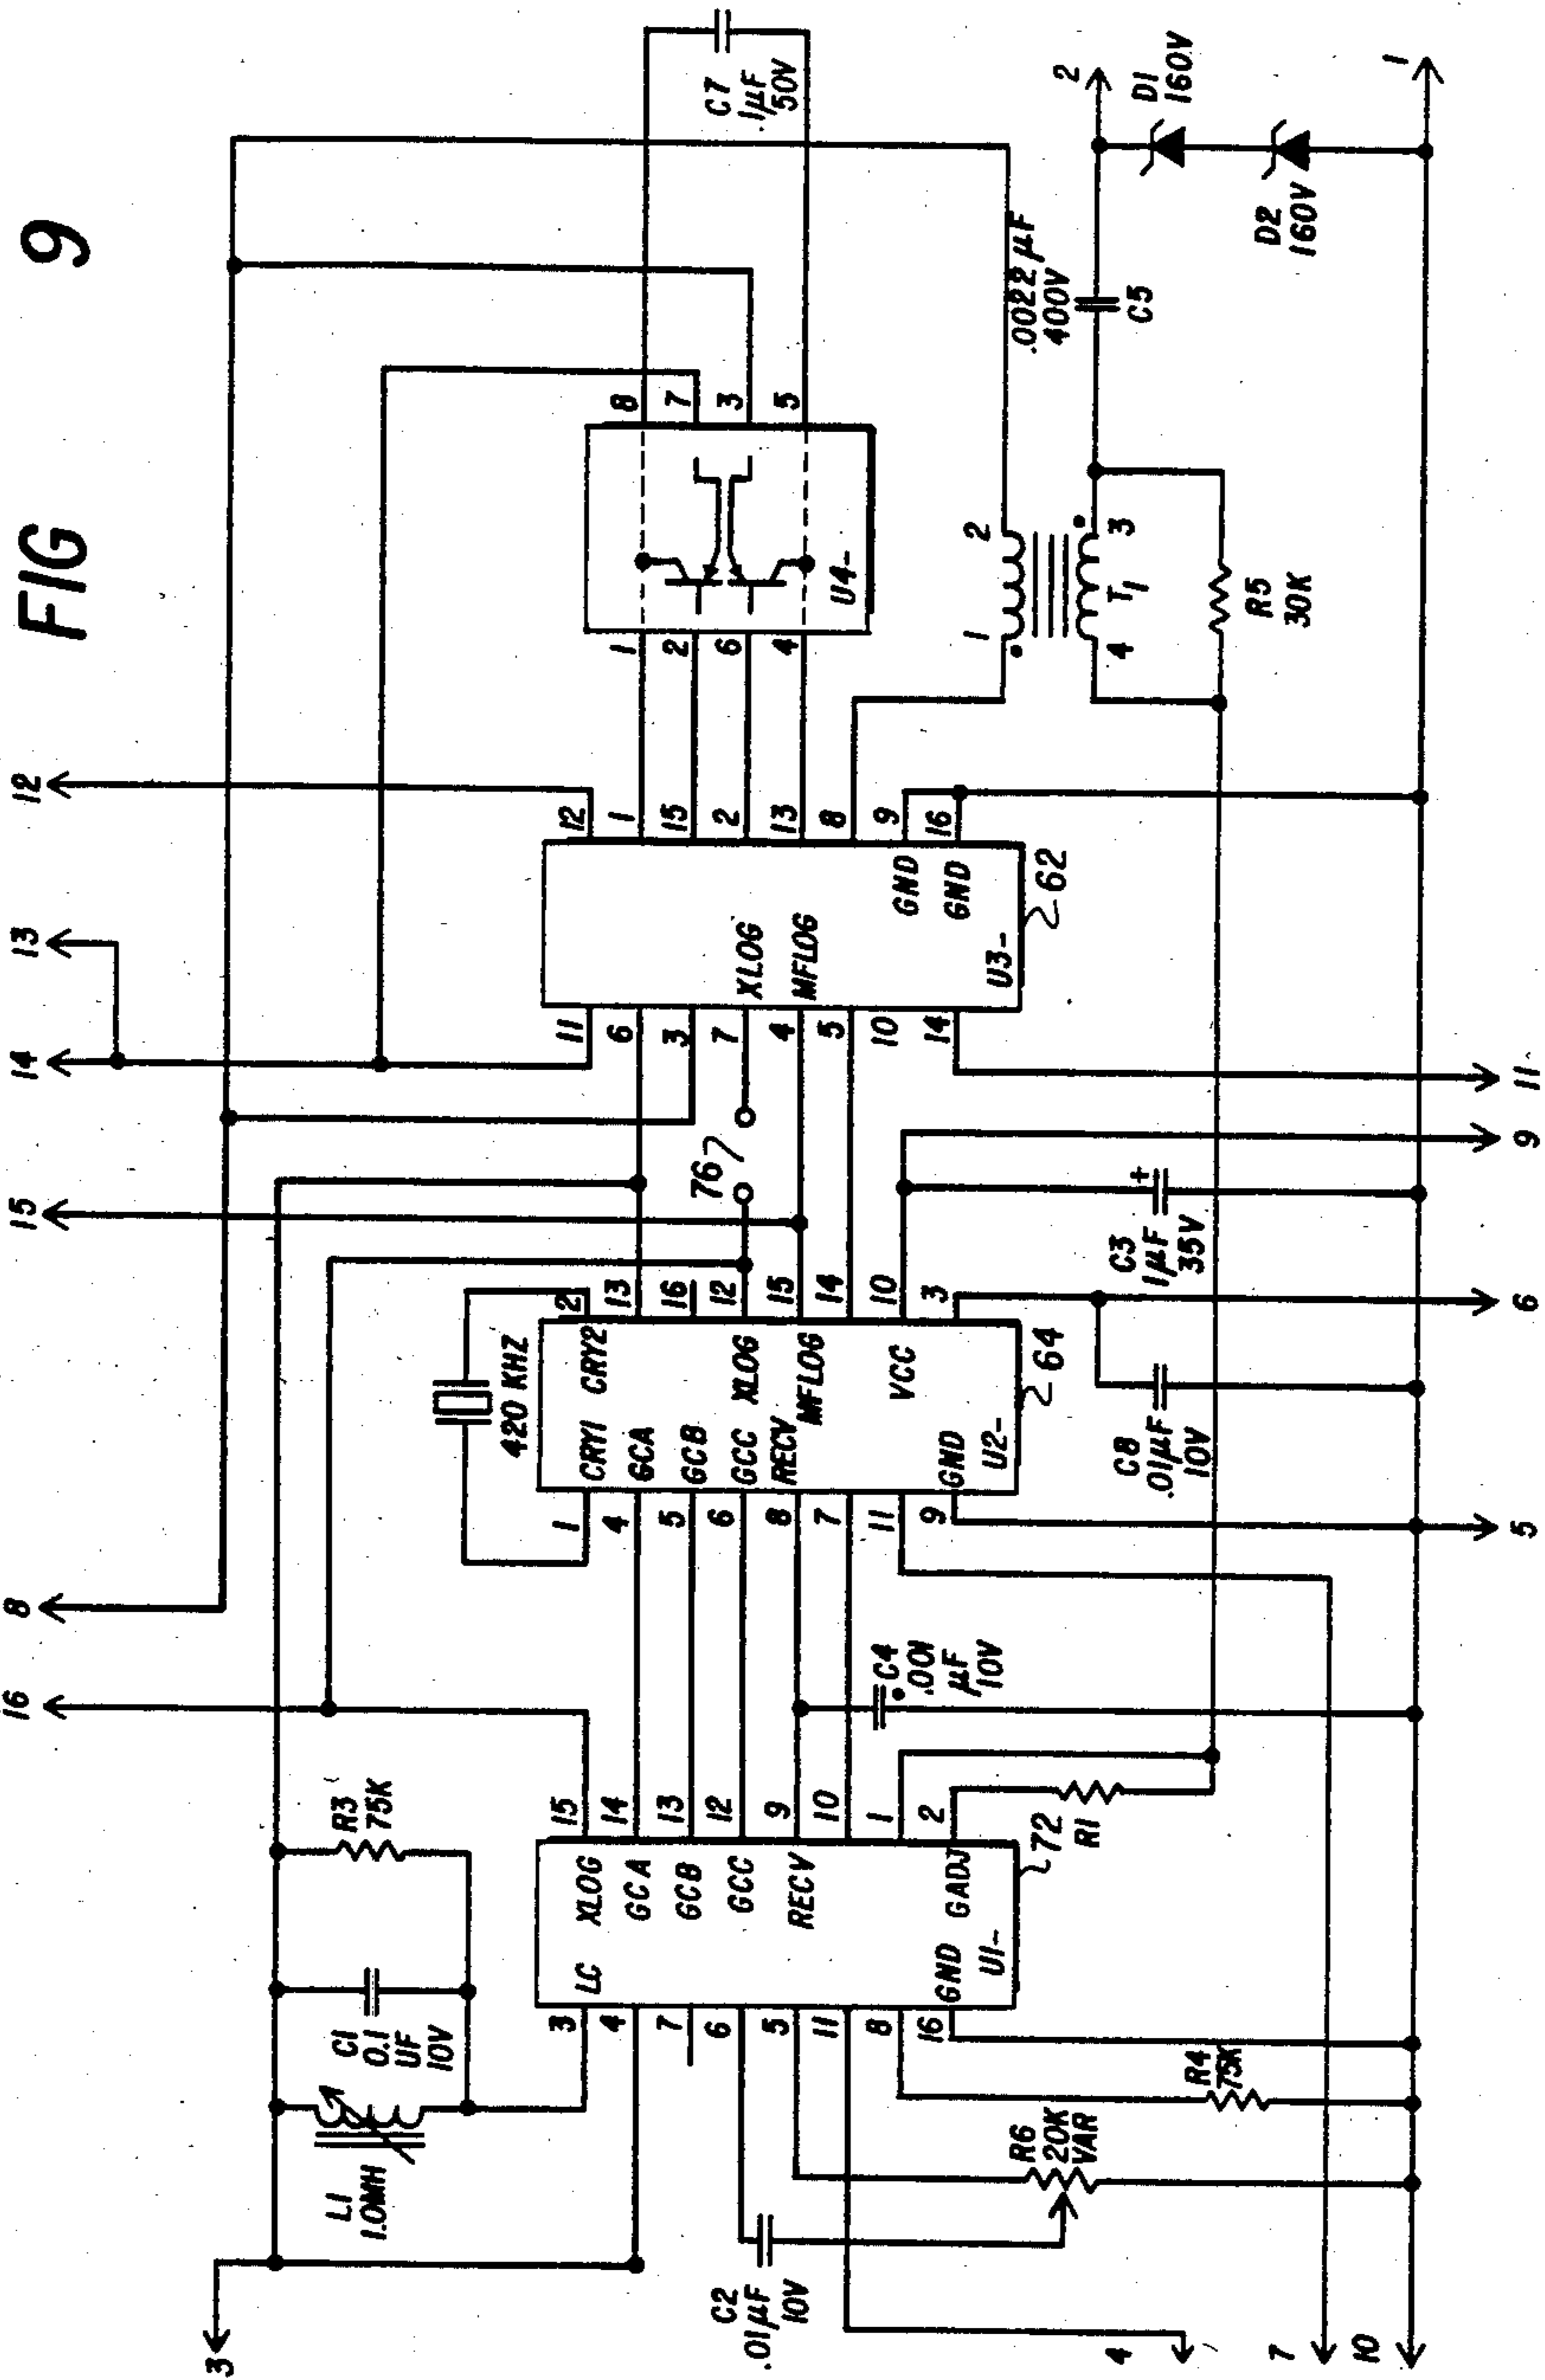 FIG 9
16
8
15
14
13
12
3
L1
1.0MH
C1
0.1
UF
10V
R3
75K
420 KHZ
76
C7
.1µF
50V
3
4
7
6
5
11
8
16
LC
XLOG
GCA
GCB
GCC
RECV
GADJ
GND
U1-
72
15
14
13
12
9
10
1
2
R1
C4
.001
µF
10V
1
4
5
6
8
7
11
9
CRY1
CRY2
GCA
GCB
GCC
XLOG
RECV
MFLOG
VCC
GND
U2-
64
2
13
16
12
15
14
10
3
11
6
3
7
4
5
10
14
XLOG
MFLOG
GND
GND
U3-
62
12
1
15
2
13
8
9
16
1
2
6
4
U4-
8
7
3
5
1
2
4
T1
3
R5
30K
.0022µF
400V
C5
D1
160V
D2
160V
2
1
C2
.01µF
10V
R6
20K
VAR
R4
75K
C8
.01µF
10V
C3
1µF
35V
+
4
7
10
5
6
9
11